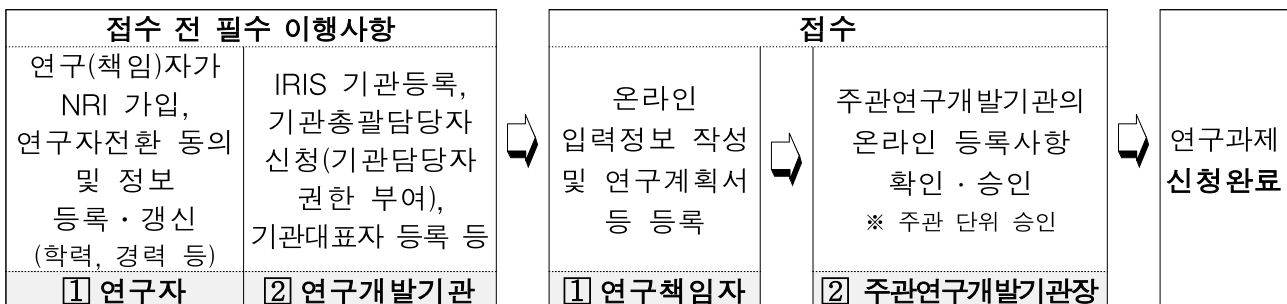 접수 전 필수 이행사항
연구(책임)자가
NRI 가입,
연구자전환 동의
및 정보
등록·갱신
(학력, 경력 등)
1 연구자
IRIS 기관등록,
기관총괄담당자
신청(기관담당자
권한 부여),
기관대표자 등록 등
2 연구개발기관
접수
온라인
입력정보 작성
및 연구계획서
등 등록
1 연구책임자
주관연구개발기관의
온라인 등록사항
확인·승인
※ 주관 단위 승인
2 주관연구개발기관장
연구과제
신청완료